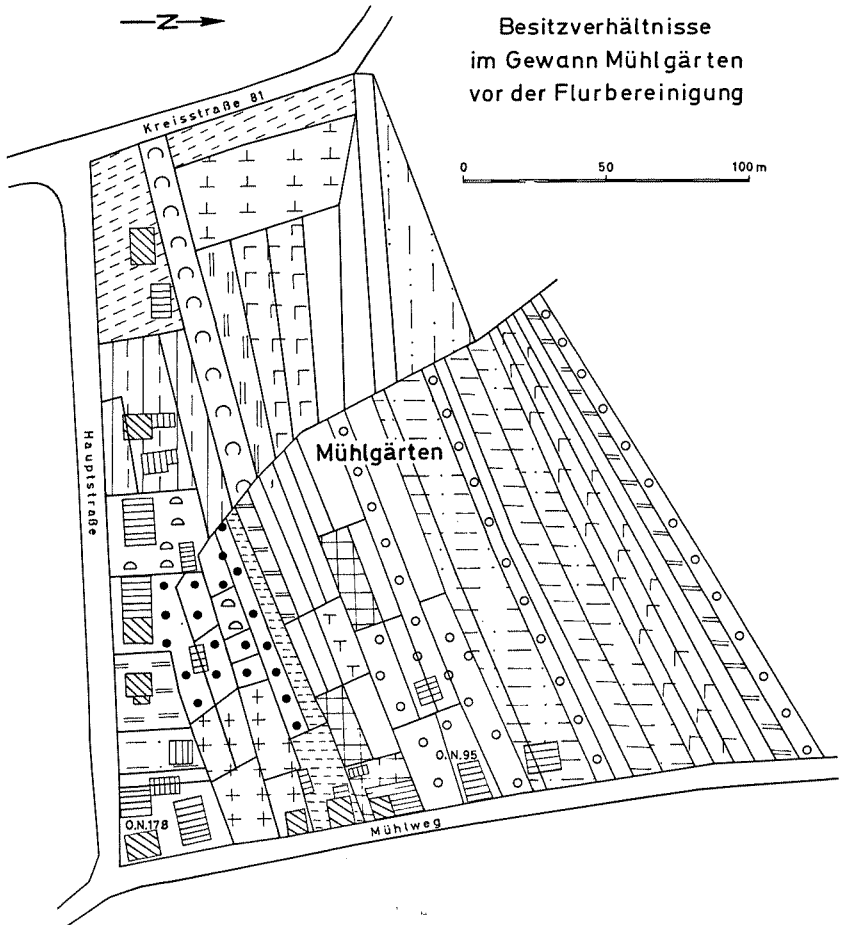 N
Besitzverhältnisse
im Gewann Mühlgärten
vor der Flurbereinigung
Kreisstraße 81
0 50 100 m
Hauptstraße
Mühlgärten
O.N.95
O.N.178
Mühlweg